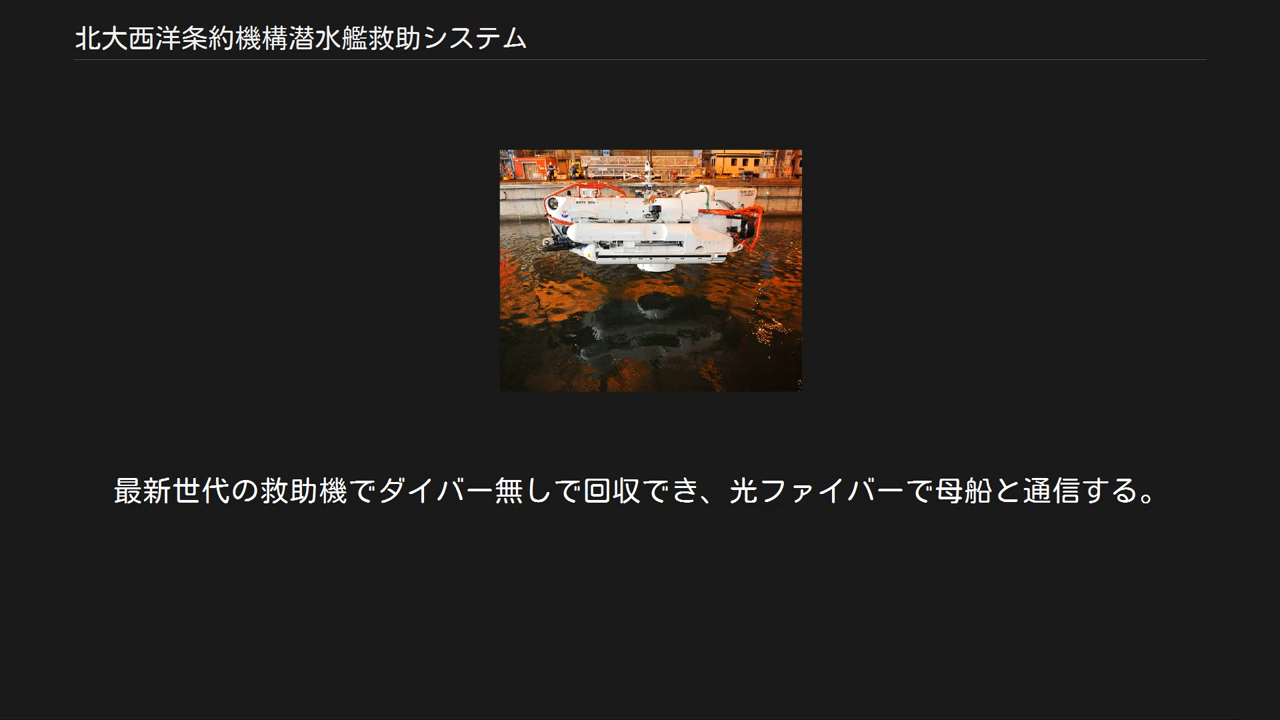 北大西洋条約機構潜水艦救助システム
最新世代の救助機でダイバー無しで回収でき、光ファイバーで母船と通信する。